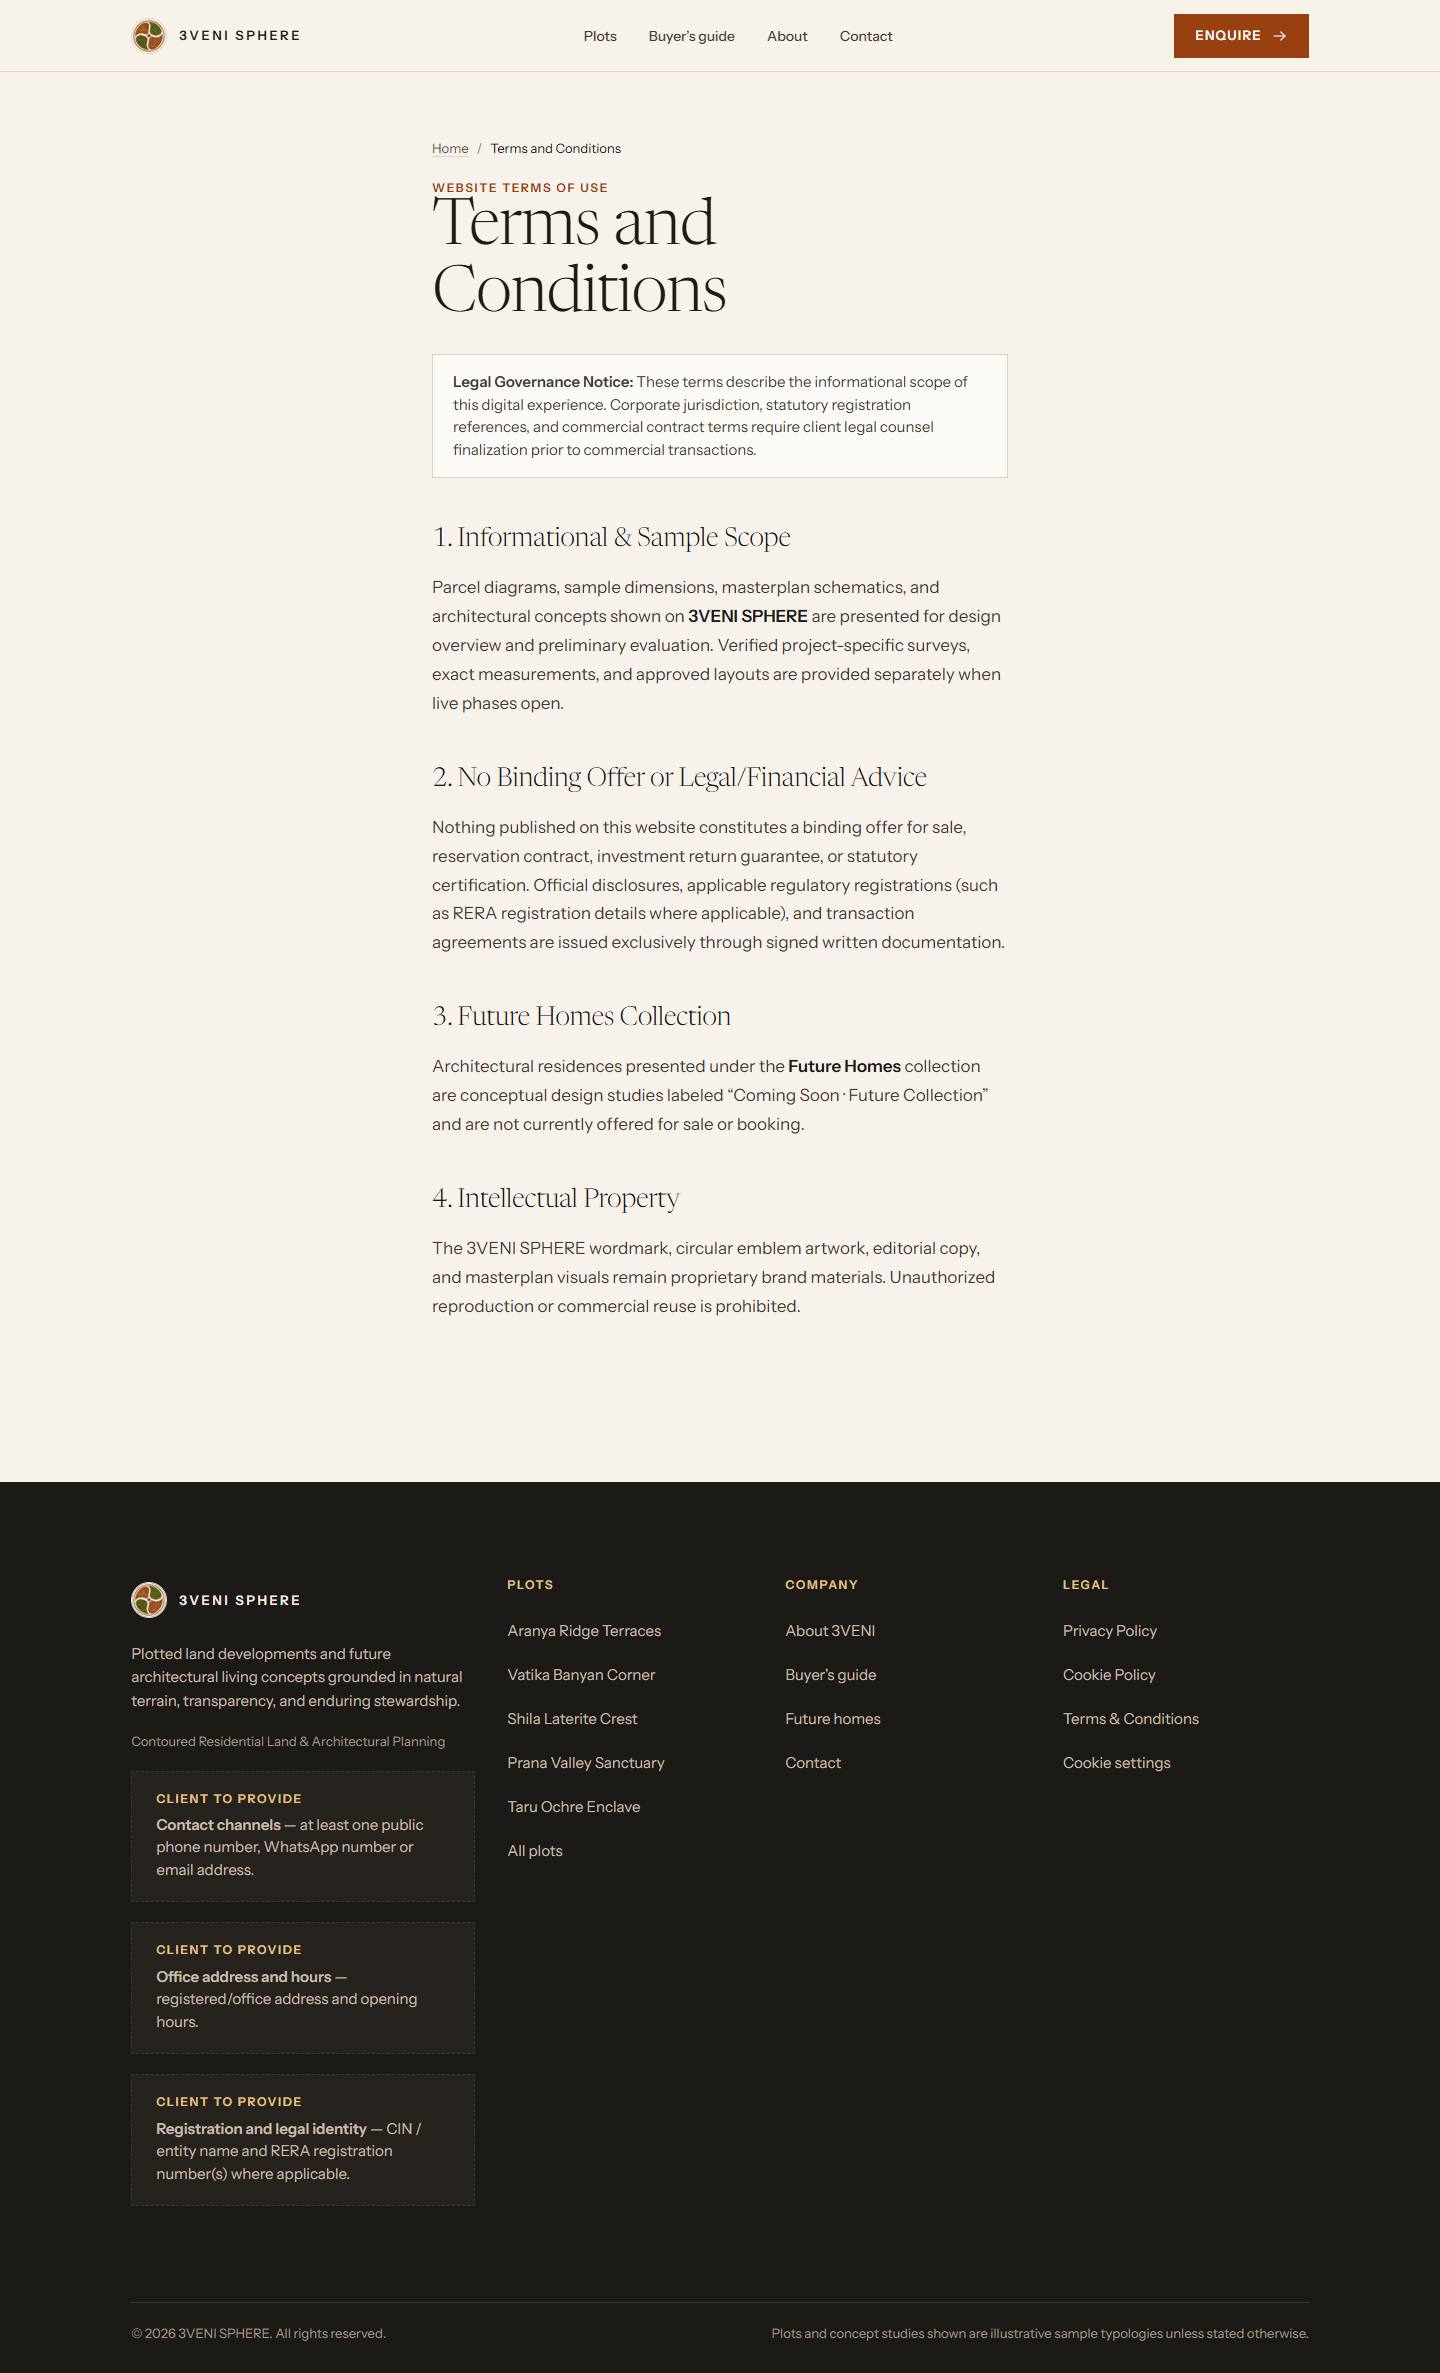 3VENI SPHERE
Plots
Buyer's guide
About
Contact
ENQUIRE →
Home / Terms and Conditions
WEBSITE TERMS OF USE
Terms and
Conditions
Legal Governance Notice: These terms describe the informational scope of
this digital experience. Corporate jurisdiction, statutory registration
references, and commercial contract terms require client legal counsel
finalization prior to commercial transactions.
1. Informational & Sample Scope
Parcel diagrams, sample dimensions, masterplan schematics, and
architectural concepts shown on 3VENI SPHERE are presented for design
overview and preliminary evaluation. Verified project-specific surveys,
exact measurements, and approved layouts are provided separately when
live phases open.
2. No Binding Offer or Legal/Financial Advice
Nothing published on this website constitutes a binding offer for sale,
reservation contract, investment return guarantee, or statutory
certification. Official disclosures, applicable regulatory registrations (such
as RERA registration details where applicable), and transaction
agreements are issued exclusively through signed written documentation.
3. Future Homes Collection
Architectural residences presented under the Future Homes collection
are conceptual design studies labeled “Coming Soon · Future Collection”
and are not currently offered for sale or booking.
4. Intellectual Property
The 3VENI SPHERE wordmark, circular emblem artwork, editorial copy,
and masterplan visuals remain proprietary brand materials. Unauthorized
reproduction or commercial reuse is prohibited.
3VENI SPHERE
Plotted land developments and future
architectural living concepts grounded in natural
terrain, transparency, and enduring stewardship.
Contoured Residential Land & Architectural Planning
CLIENT TO PROVIDE
Contact channels — at least one public
phone number, WhatsApp number or
email address.
CLIENT TO PROVIDE
Office address and hours —
registered/office address and opening
hours.
CLIENT TO PROVIDE
Registration and legal identity — CIN /
entity name and RERA registration
number(s) where applicable.
PLOTS
Aranya Ridge Terraces
Vatika Banyan Corner
Shila Laterite Crest
Prana Valley Sanctuary
Taru Ochre Enclave
All plots
COMPANY
About 3VENI
Buyer's guide
Future homes
Contact
LEGAL
Privacy Policy
Cookie Policy
Terms & Conditions
Cookie settings
© 2026 3VENI SPHERE. All rights reserved.
Plots and concept studies shown are illustrative sample typologies unless stated otherwise.